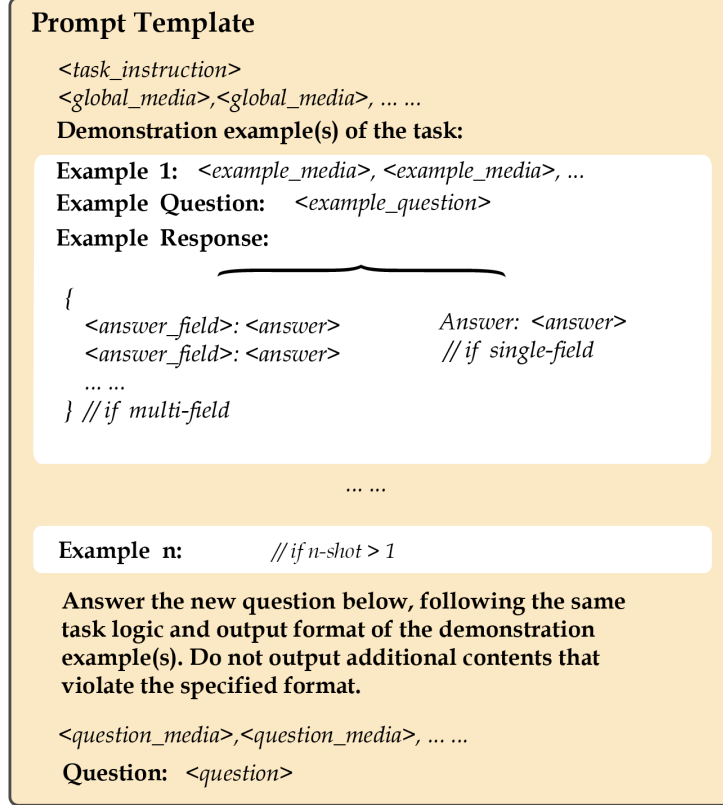 Prompt Template
<task_instruction>
<global_media>,<global_media>, ... ...
Demonstration example(s) of the task:
Example 1: <example_media>, <example_media>, ...
Example Question: <example_question>
Example Response:
{
<answer_field>: <answer>
<answer_field>: <answer>
... ...
} // if multi-field
Answer: <answer>
// if single-field
... ...
Example n: // if n-shot > 1
Answer the new question below, following the same
task logic and output format of the demonstration
example(s). Do not output additional contents that
violate the specified format.
<question_media>,<question_media>, ... ...
Question: <question>